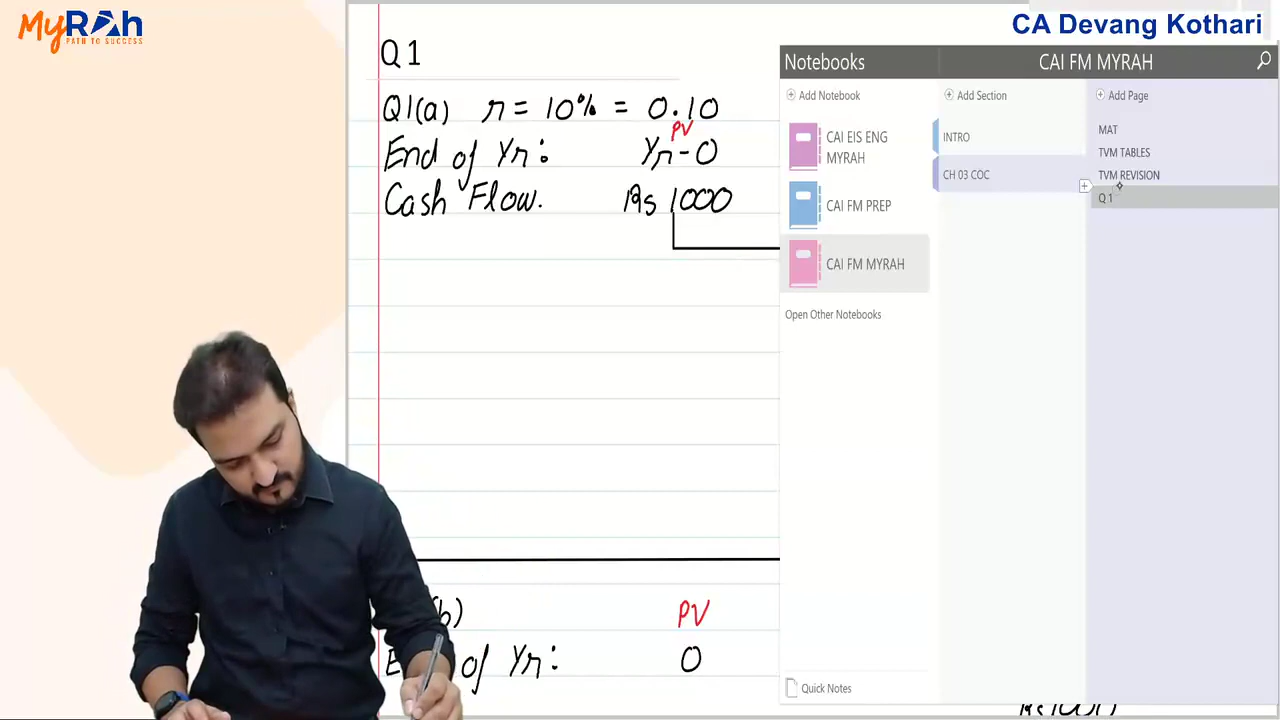 MyRAh
PATH TO SUCCESS
CA Devang Kothari
Q1
Q1(a) r = 10% = 0.10
PV
End of Yr: Yr-0
Cash Flow. Rs 1000
(b) PV
E of Yr: 0
Notebooks
CAI FM MYRAH
+ Add Notebook
+ Add Section
+ Add Page
CAI EIS ENG
MYRAH
CAI FM PREP
CAI FM MYRAH
Open Other Notebooks
Quick Notes
INTRO
CH 03 COC
MAT
TVM TABLES
TVM REVISION
Q 1